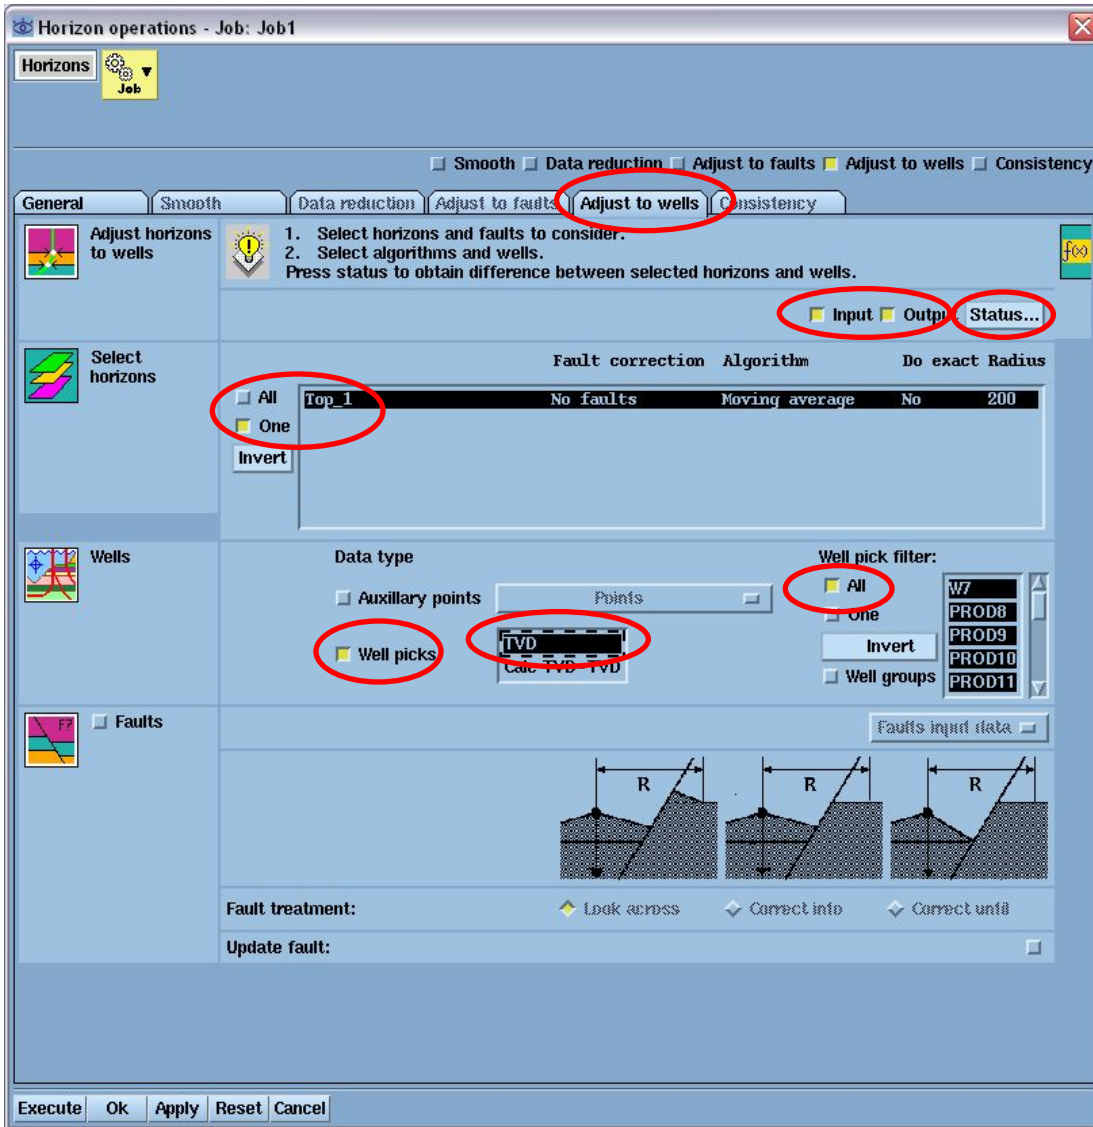 Horizon operations - Job: Job1
Horizons
Job
Smooth Data reduction Adjust to faults Adjust to wells Consistency
General Smooth Data reduction Adjust to faults Adjust to wells Consistency
Adjust horizons
to wells
1. Select horizons and faults to consider.
2. Select algorithms and wells.
Press status to obtain difference between selected horizons and wells.
f(x)
Input Output Status...
Select
horizons
Fault correction Algorithm Do exact Radius
All
One
Invert
Top_1 No faults Moving average No 200
Wells
Data type
Well pick filter:
Auxillary points Points
Well picks
TVD
Calc TVD-TVD
All
One
Invert
Well groups
W7
PROD8
PROD9
PROD10
PROD11
F?
Faults
Faults input data
R R R
Fault treatment: Look across Correct into Correct until
Update fault:
Execute Ok Apply Reset Cancel